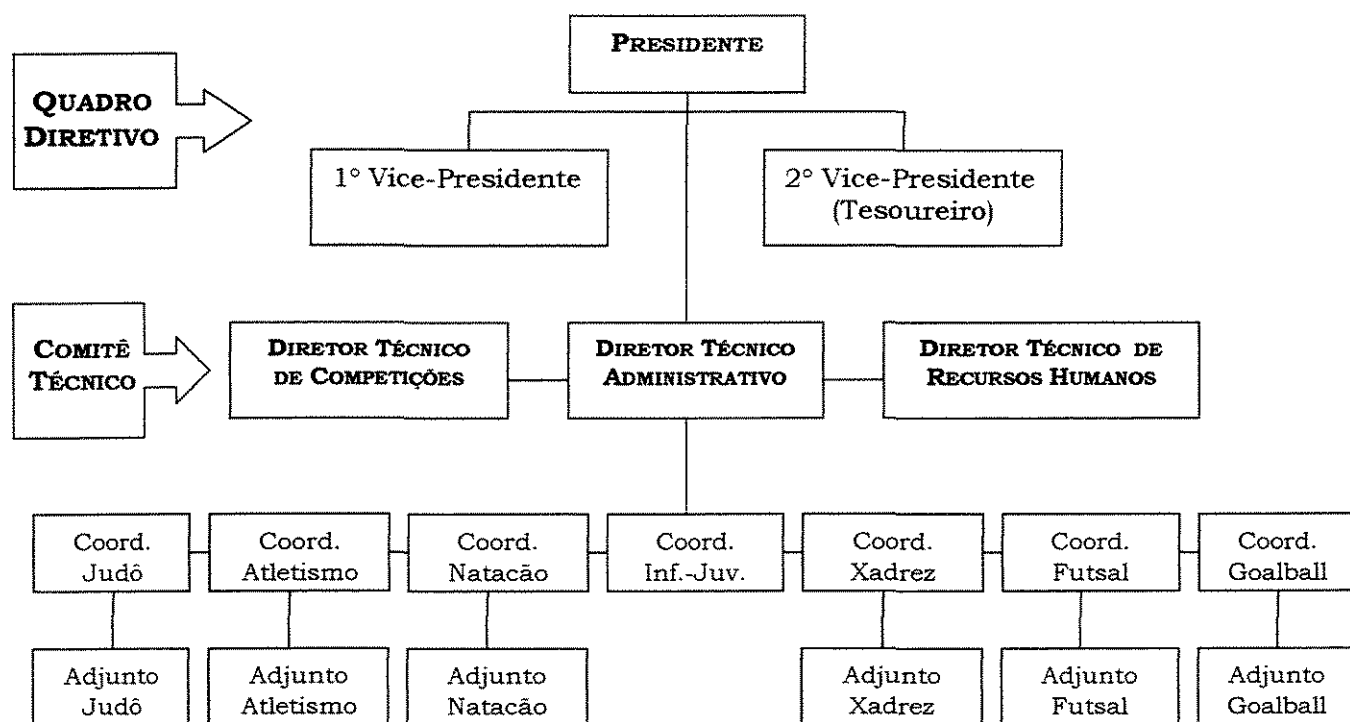 PRESIDENTE
QUADRO
DIRETIVO
1° Vice-Presidente
2° Vice-Presidente
(Tesoureiro)
COMITÊ
TÉCNICO
DIRETOR TÉCNICO
DE COMPETIÇÕES
DIRETOR TÉCNICO
ADMINISTRATIVO
DIRETOR TÉCNICO DE
RECURSOS HUMANOS
Coord.
Judô
Coord.
Atletismo
Coord.
Natacão
Coord.
Inf.-Juv.
Coord.
Xadrez
Coord.
Futsal
Coord.
Goalball
Adjunto
Judô
Adjunto
Atletismo
Adjunto
Natacão
Adjunto
Xadrez
Adjunto
Futsal
Adjunto
Goalball